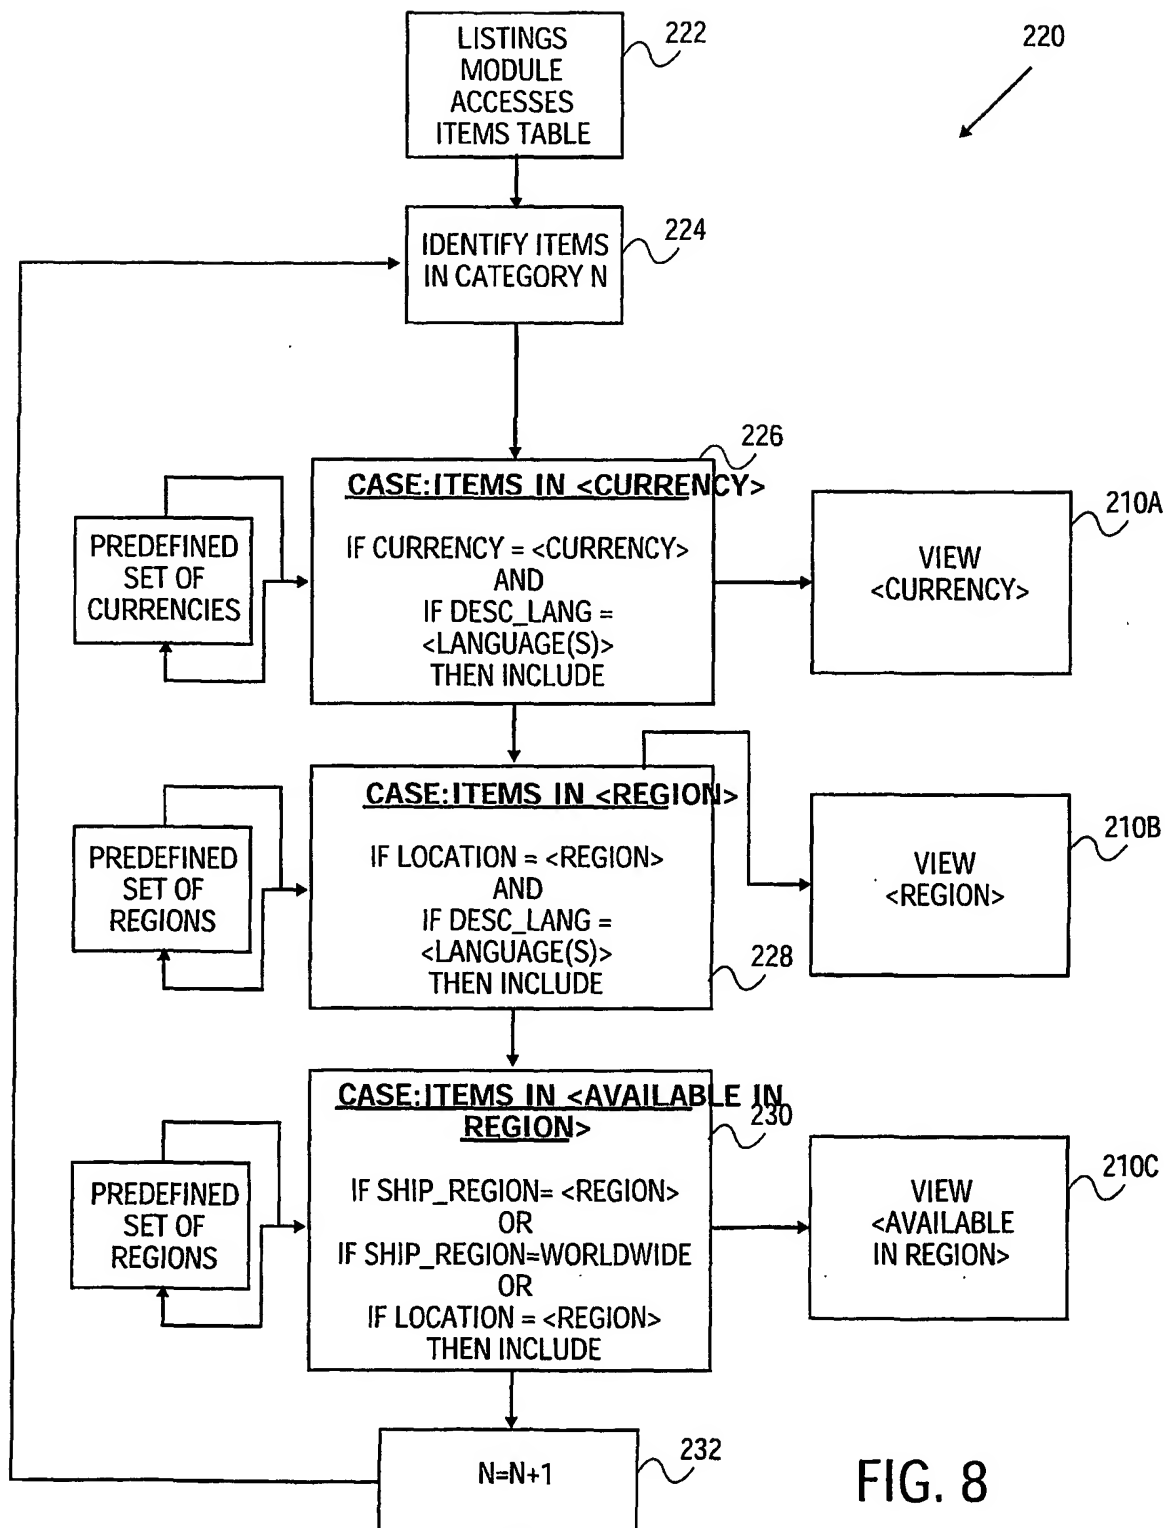 LISTINGS
MODULE
ACCESSES
ITEMS TABLE
222
220
IDENTIFY ITEMS
IN CATEGORY N
224
226
CASE:ITEMS IN <CURRENCY>
IF CURRENCY = <CURRENCY>
AND
IF DESC_LANG =
<LANGUAGE(S)>
THEN INCLUDE
PREDEFINED
SET OF
CURRENCIES
VIEW
<CURRENCY>
210A
CASE:ITEMS IN <REGION>
IF LOCATION = <REGION>
AND
IF DESC_LANG =
<LANGUAGE(S)>
THEN INCLUDE
228
PREDEFINED
SET OF
REGIONS
VIEW
<REGION>
210B
CASE:ITEMS IN <AVAILABLE IN
REGION>
230
IF SHIP_REGION= <REGION>
OR
IF SHIP_REGION=WORLDWIDE
OR
IF LOCATION = <REGION>
THEN INCLUDE
PREDEFINED
SET OF
REGIONS
VIEW
<AVAILABLE
IN REGION>
210C
N=N+1
232
FIG. 8